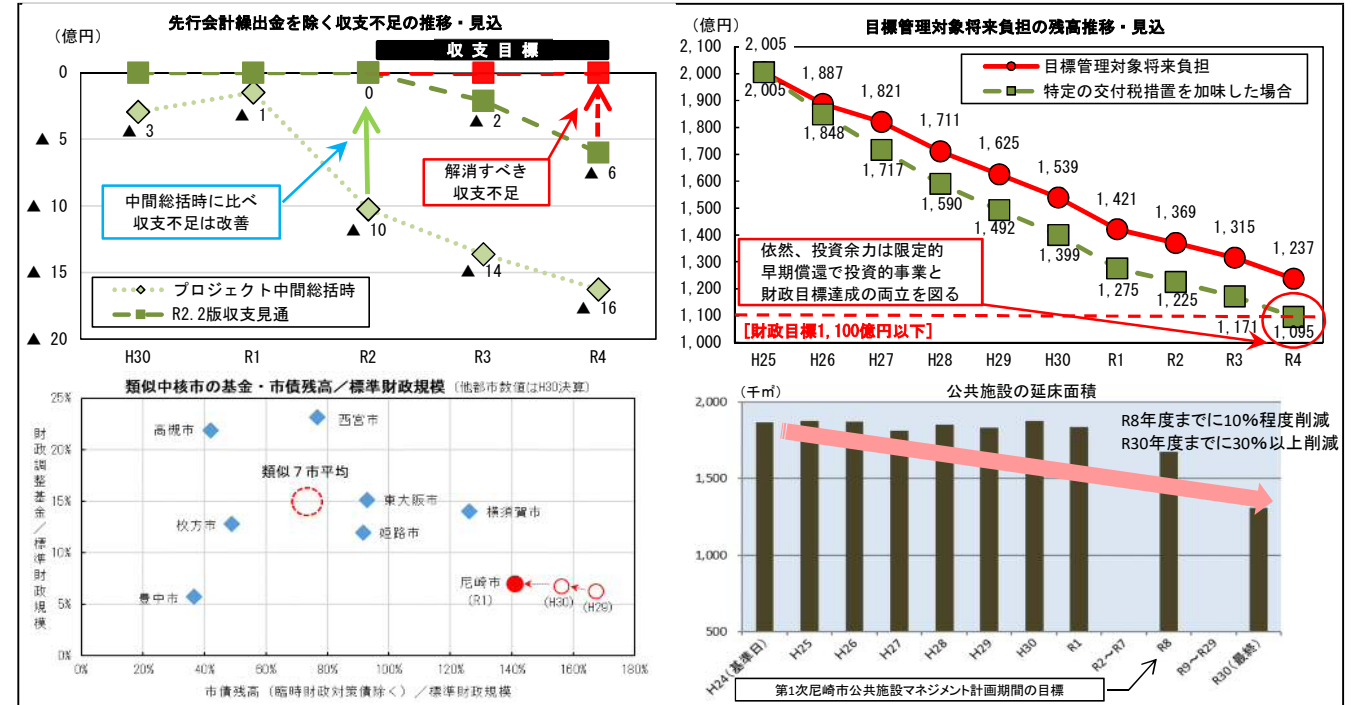 先行会計繰出金を除く収支不足の推移・見込
（億円）
収 支 目 標
0
▲ 5
▲ 10
▲ 15
▲ 20
0
▲ 3
▲ 1
▲ 2
▲ 6
▲ 10
▲ 14
▲ 16
中間総括時に比べ
収支不足は改善
解消すべき
収支不足
プロジェクト中間総括時
R2.2版収支見通
H30
R1
R2
R3
R4
目標管理対象将来負担の残高推移・見込
（億円）
2,100
2,000
1,900
1,800
1,700
1,600
1,500
1,400
1,300
1,200
1,100
1,000
目標管理対象将来負担
特定の交付税措置を加味した場合
2,005
1,887
1,821
1,711
1,625
1,539
1,421
1,369
1,315
1,237
2,005
1,848
1,717
1,590
1,492
1,399
1,275
1,225
1,171
1,095
依然、投資余力は限定的
早期償還で投資的事業と
財政目標達成の両立を図る
[財政目標1,100億円以下]
H25
H26
H27
H28
H29
H30
R1
R2
R3
R4
類似中核市の基金・市債残高／標準財政規模（他都市数値はH30決算）
財政調整基金／標準財政規模
25%
20%
15%
10%
5%
0%
高槻市
西宮市
類似７市平均
東大阪市
横須賀市
枚方市
姫路市
豊中市
尼崎市
(R1)
(H30)
(H29)
0%
20%
40%
60%
80%
100%
120%
140%
160%
180%
市債残高（臨時財政対策債除く）／標準財政規模
公共施設の延床面積
（千㎡）
2,000
1,500
1,000
500
R8年度までに10％程度削減
R30年度までに30％以上削減
H24(基準日)
H25
H26
H27
H28
H29
H30
R1
R2～R7
R8
R9～R29
R30(最終)
第1次尼崎市公共施設マネジメント計画期間の目標